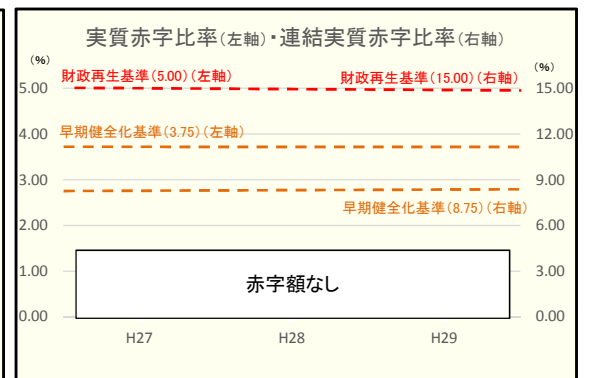 実質赤字比率(左軸)・連結実質赤字比率(右軸)
(%)
(%)
財政再生基準(5.00)(左軸)
財政再生基準(15.00)(右軸)
5.00
15.00
早期健全化基準(3.75)(左軸)
4.00
12.00
3.00
9.00
早期健全化基準(8.75)(右軸)
2.00
6.00
1.00
3.00
赤字額なし
0.00
0.00
H27
H28
H29